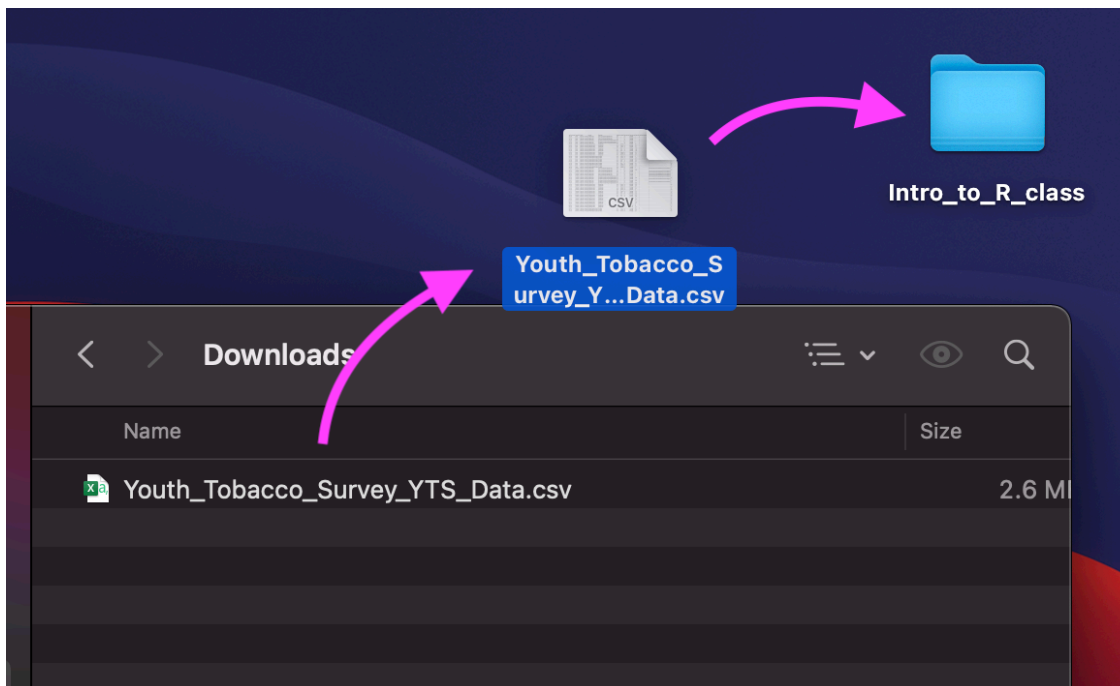 CSV
Intro_to_R_class
Youth_Tobacco_S
urvey_Y...Data.csv
Downloads
Name
Size
Youth_Tobacco_Survey_YTS_Data.csv
2.6 M